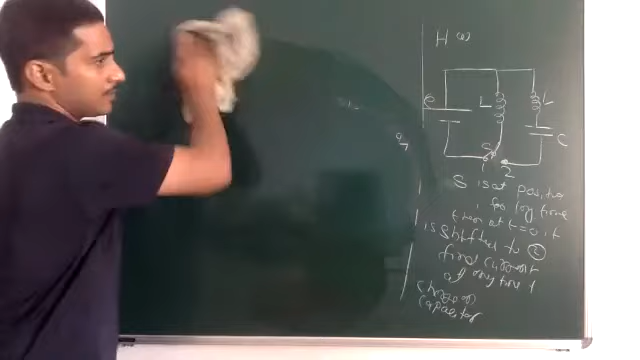 H ω
e L L
C
S
1 2
S is at position
1 for long time
then at t=0 it
is shifted to ②
find current
at any time t
Charge on
Capacitor